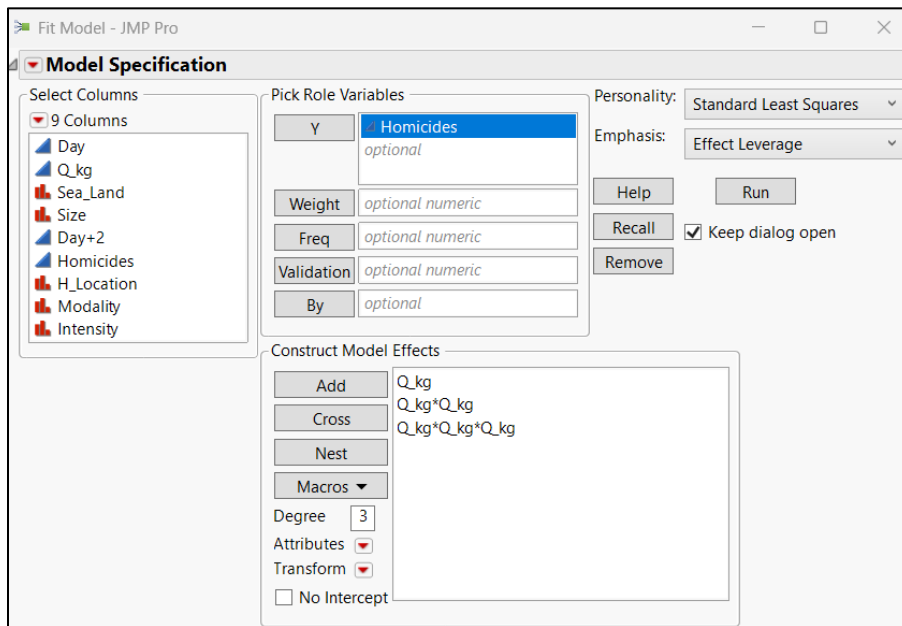 Fit Model - JMP Pro
Model Specification
Select Columns
9 Columns
Day
Q_kg
Sea_Land
Size
Day+2
Homicides
H_Location
Modality
Intensity
Pick Role Variables
Y
Homicides
optional
Weight
optional numeric
Freq
optional numeric
Validation
optional numeric
By
optional
Personality:
Standard Least Squares
Emphasis:
Effect Leverage
Help
Run
Recall
Keep dialog open
Remove
Construct Model Effects
Add
Cross
Nest
Macros
Degree 3
Attributes
Transform
No Intercept
Q_kg
Q_kg*Q_kg
Q_kg*Q_kg*Q_kg